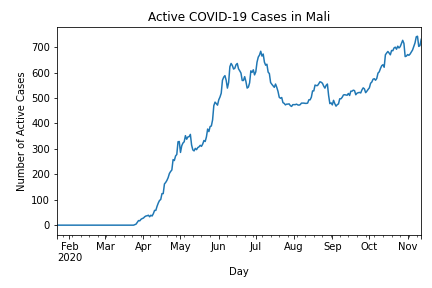 Active COVID-19 Cases in Mali
Number of Active Cases
700
600
500
400
300
200
100
0
Feb Mar Apr May Jun Jul Aug Sep Oct Nov
2020
Day